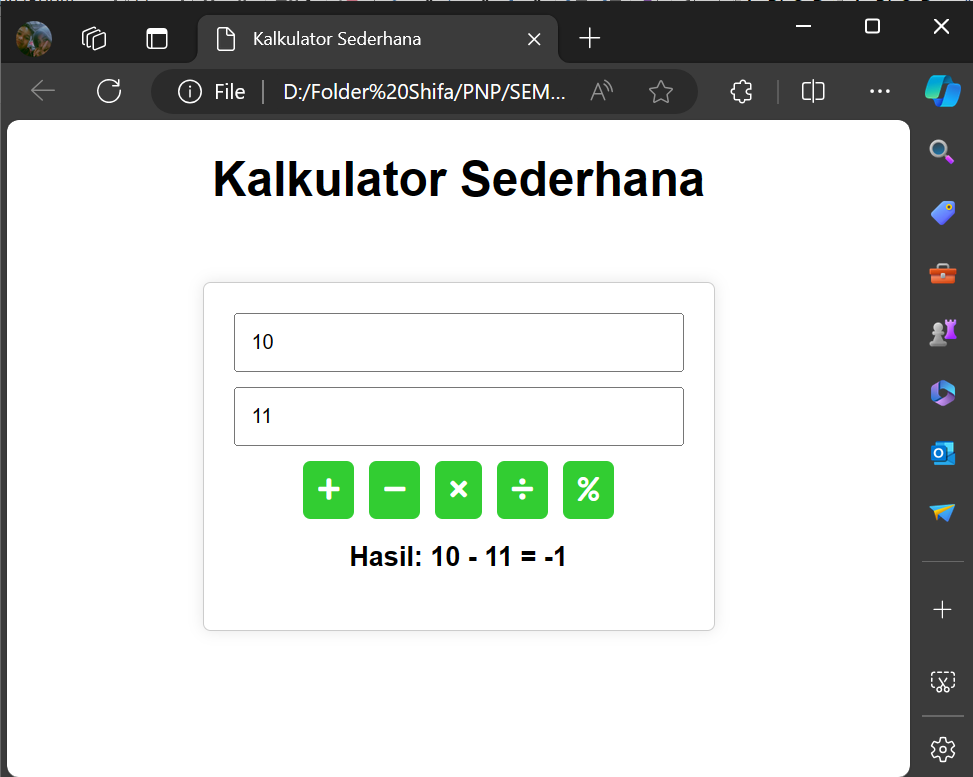 Kalkulator Sederhana
File D:/Folder%20Shifa/PNP/SEM...
Kalkulator Sederhana
10
11
+ − × ÷ %
Hasil: 10 - 11 = -1